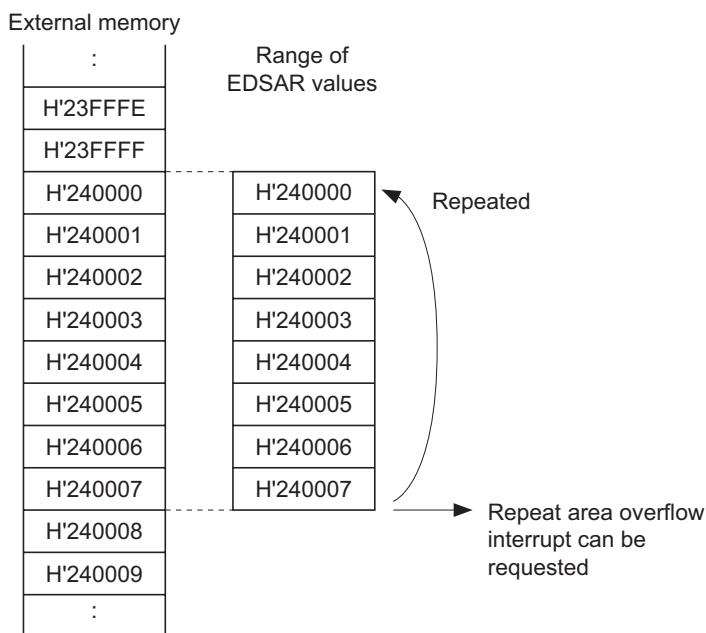 External memory
:
H'23FFFE
H'23FFFF
H'240000
H'240001
H'240002
H'240003
H'240004
H'240005
H'240006
H'240007
H'240008
H'240009
:
Range of
EDSAR values
H'240000
H'240001
H'240002
H'240003
H'240004
H'240005
H'240006
H'240007
Repeated
Repeat area overflow
interrupt can be
requested